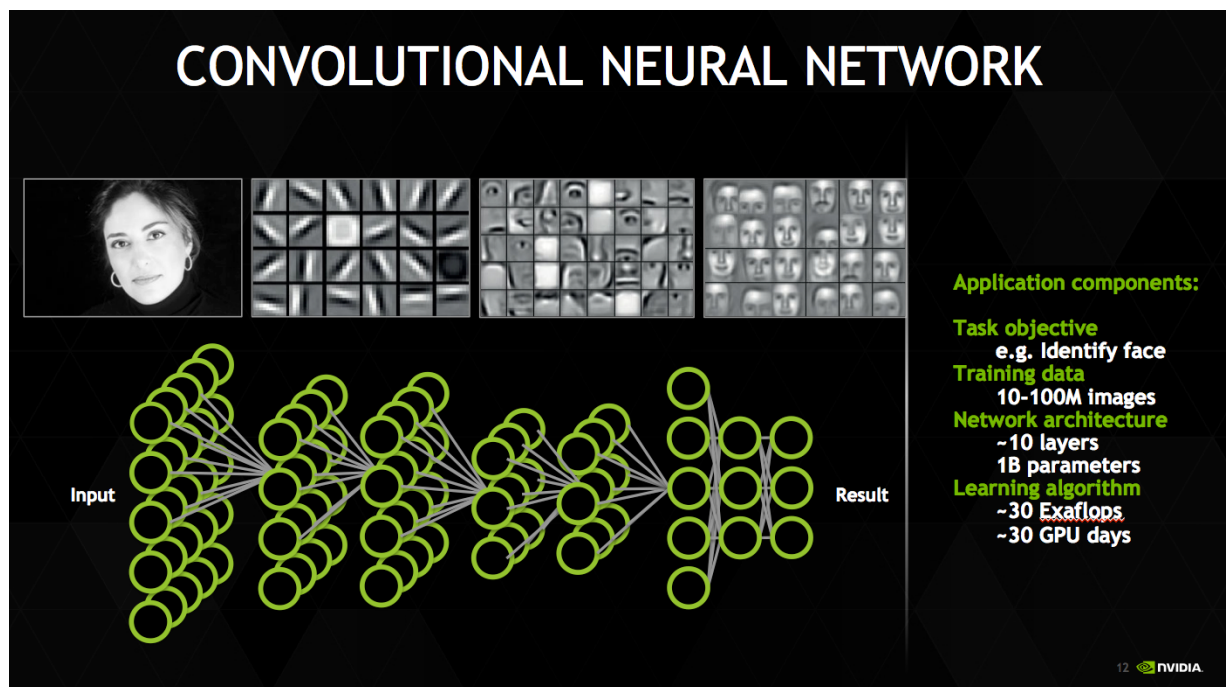 CONVOLUTIONAL NEURAL NETWORK
Input
Result
Application components:
Task objective
e.g. Identify face
Training data
10-100M images
Network architecture
~10 layers
1B parameters
Learning algorithm
~30 Exaflops
~30 GPU days
12 NVIDIA.